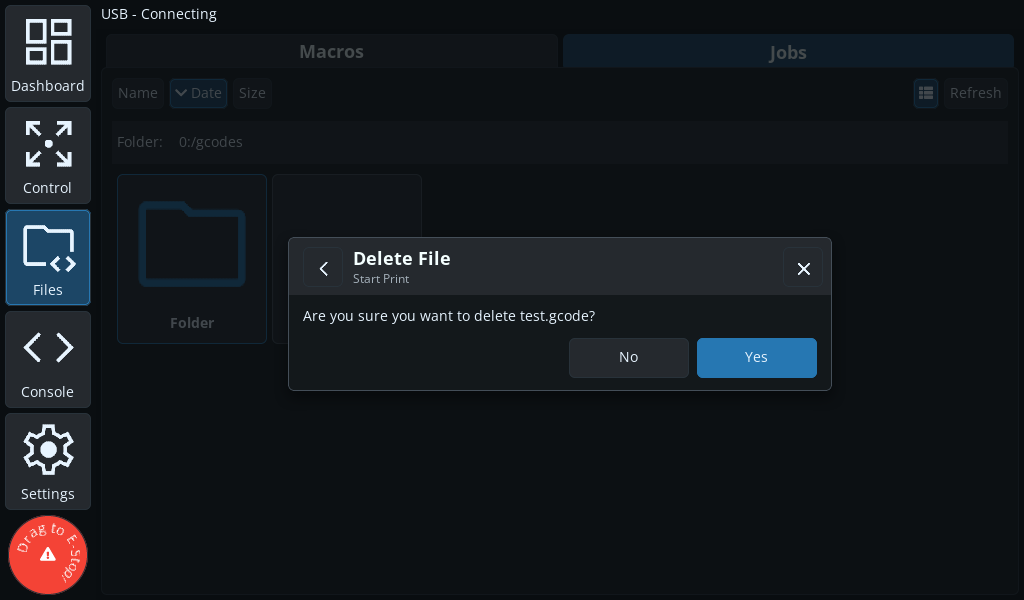 USB - Connecting
Dashboard
Control
Files
Console
Settings
Drag to E-Stop!
Macros
Jobs
Name
Date
Size
Refresh
Folder: 0:/gcodes
Folder
Delete File
Start Print
Are you sure you want to delete test.gcode?
No
Yes